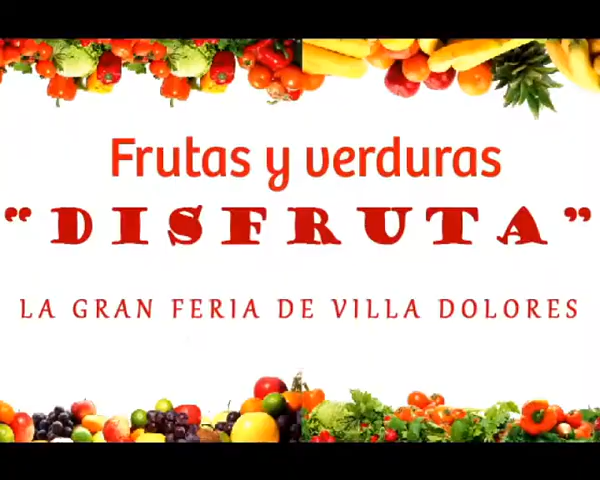 Frutas y verduras
“DISFRUTA”
LA GRAN FERIA DE VILLA DOLORES